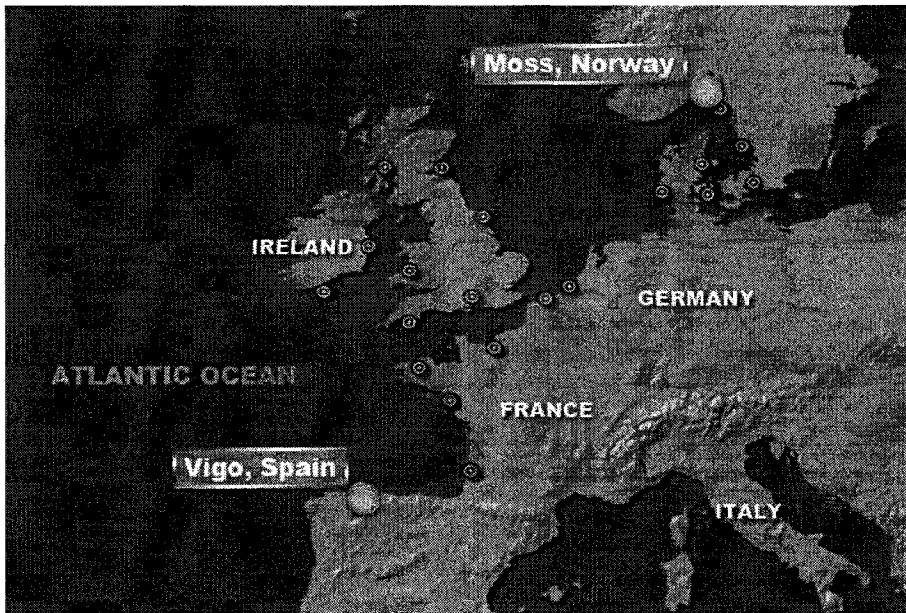 Moss, Norway
IRELAND
GERMANY
ATLANTIC OCEAN
FRANCE
Vigo, Spain
ITALY